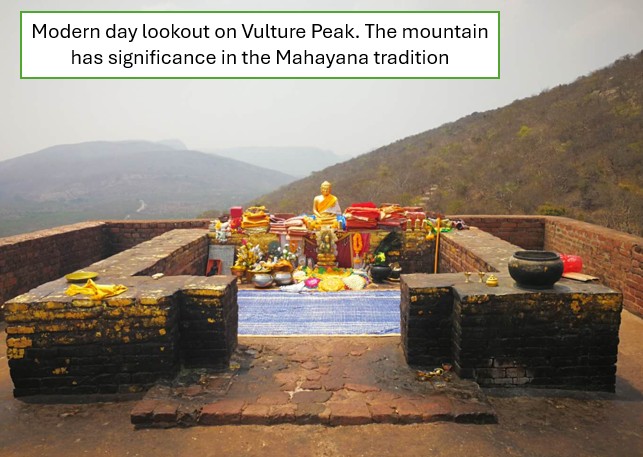 Modern day lookout on Vulture Peak. The mountain
has significance in the Mahayana tradition